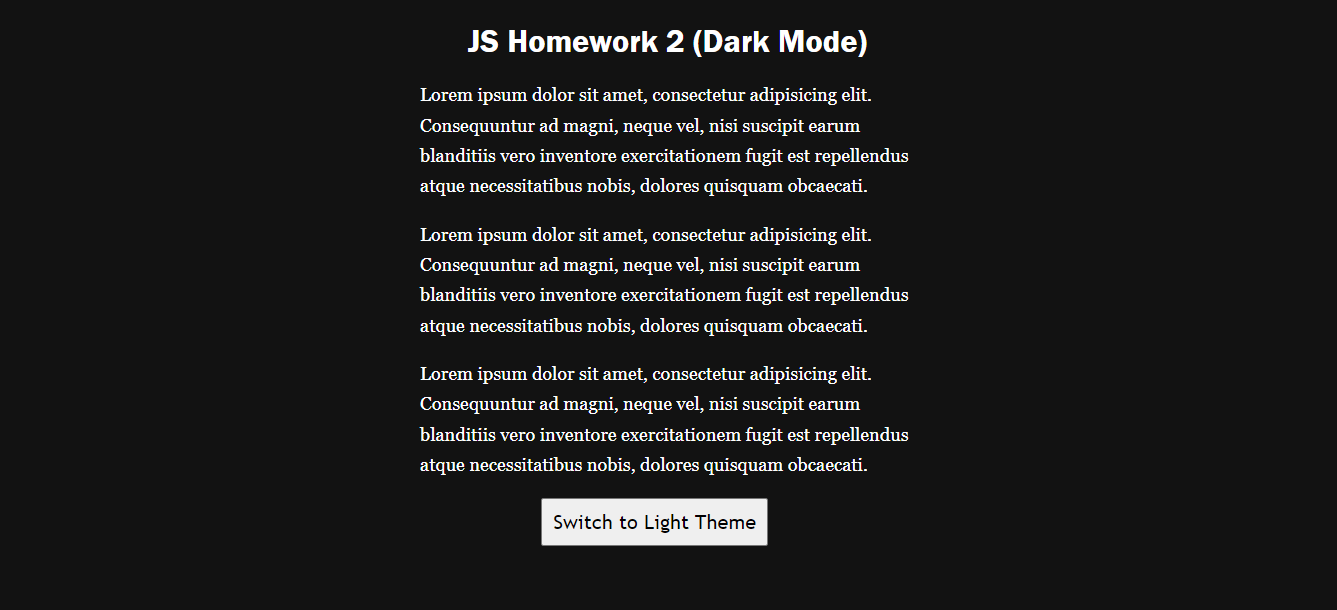 JS Homework 2 (Dark Mode)
Lorem ipsum dolor sit amet, consectetur adipisicing elit.
Consequuntur ad magni, neque vel, nisi suscipit earum
blanditiis vero inventore exercitationem fugit est repellendus
atque necessitatibus nobis, dolores quisquam obcaecati.
Lorem ipsum dolor sit amet, consectetur adipisicing elit.
Consequuntur ad magni, neque vel, nisi suscipit earum
blanditiis vero inventore exercitationem fugit est repellendus
atque necessitatibus nobis, dolores quisquam obcaecati.
Lorem ipsum dolor sit amet, consectetur adipisicing elit.
Consequuntur ad magni, neque vel, nisi suscipit earum
blanditiis vero inventore exercitationem fugit est repellendus
atque necessitatibus nobis, dolores quisquam obcaecati.
Switch to Light Theme